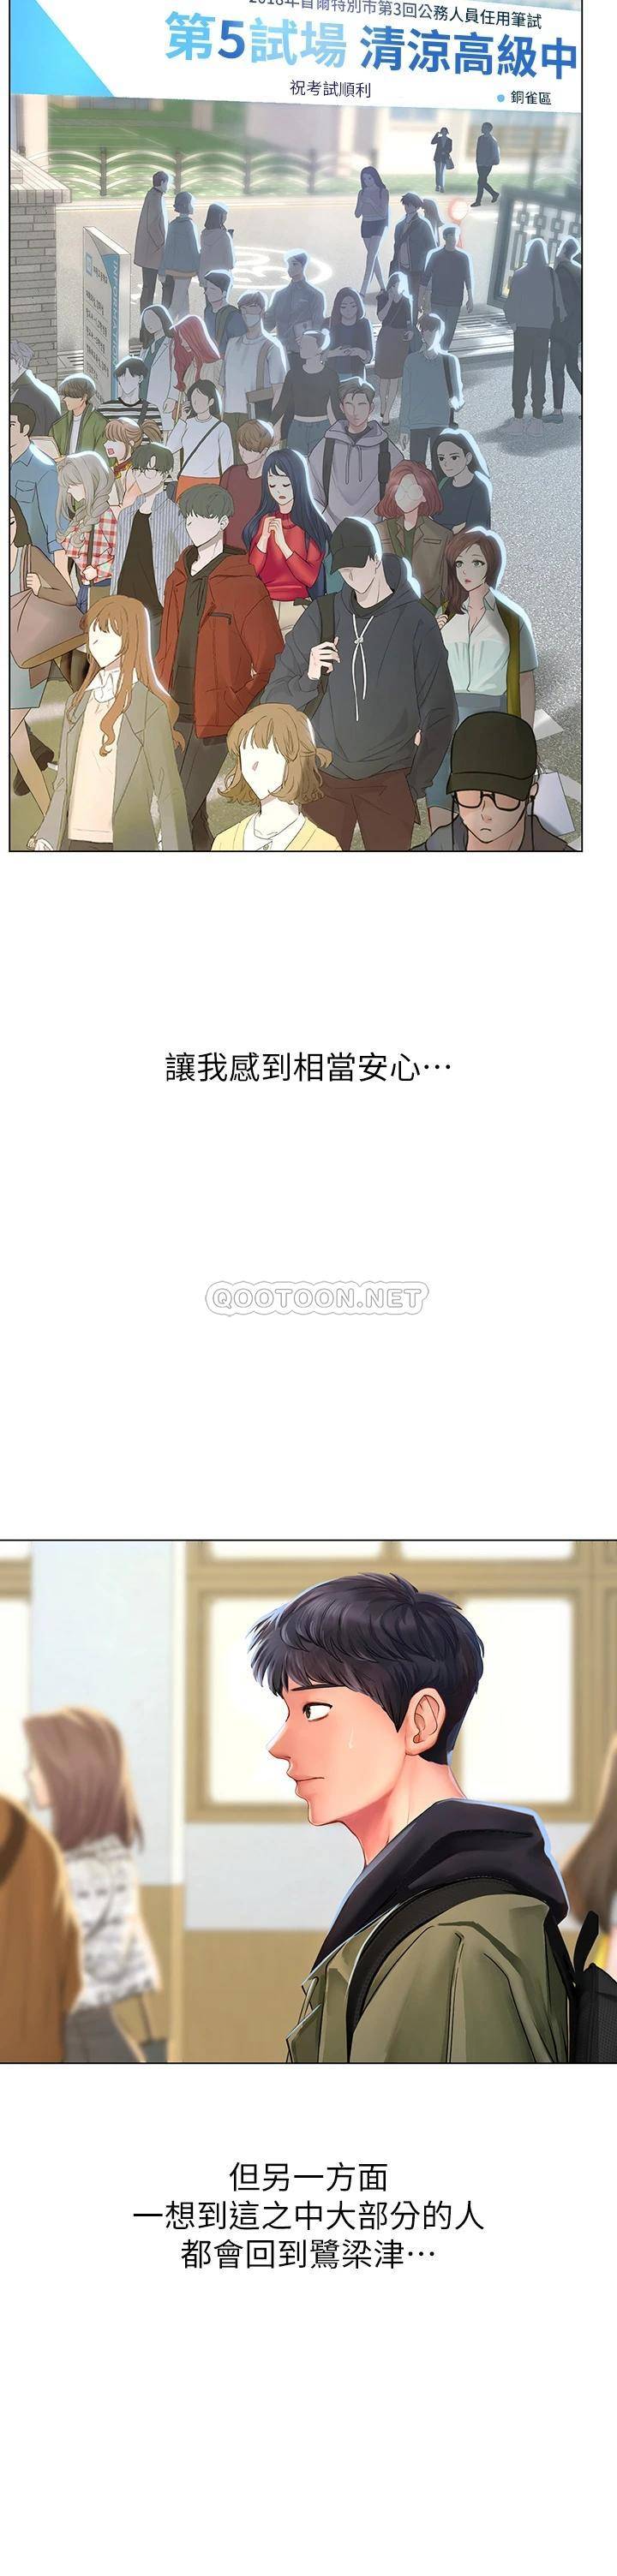 2018年首爾特別市第3回公務人員任用筆試
第5試場 清涼高級中
祝考試順利
銅雀區
INFORMA
讓我感到相當安心…
QOOTOON.NET
但另一方面
一想到這之中大部分的人
都會回到鷺梁津…